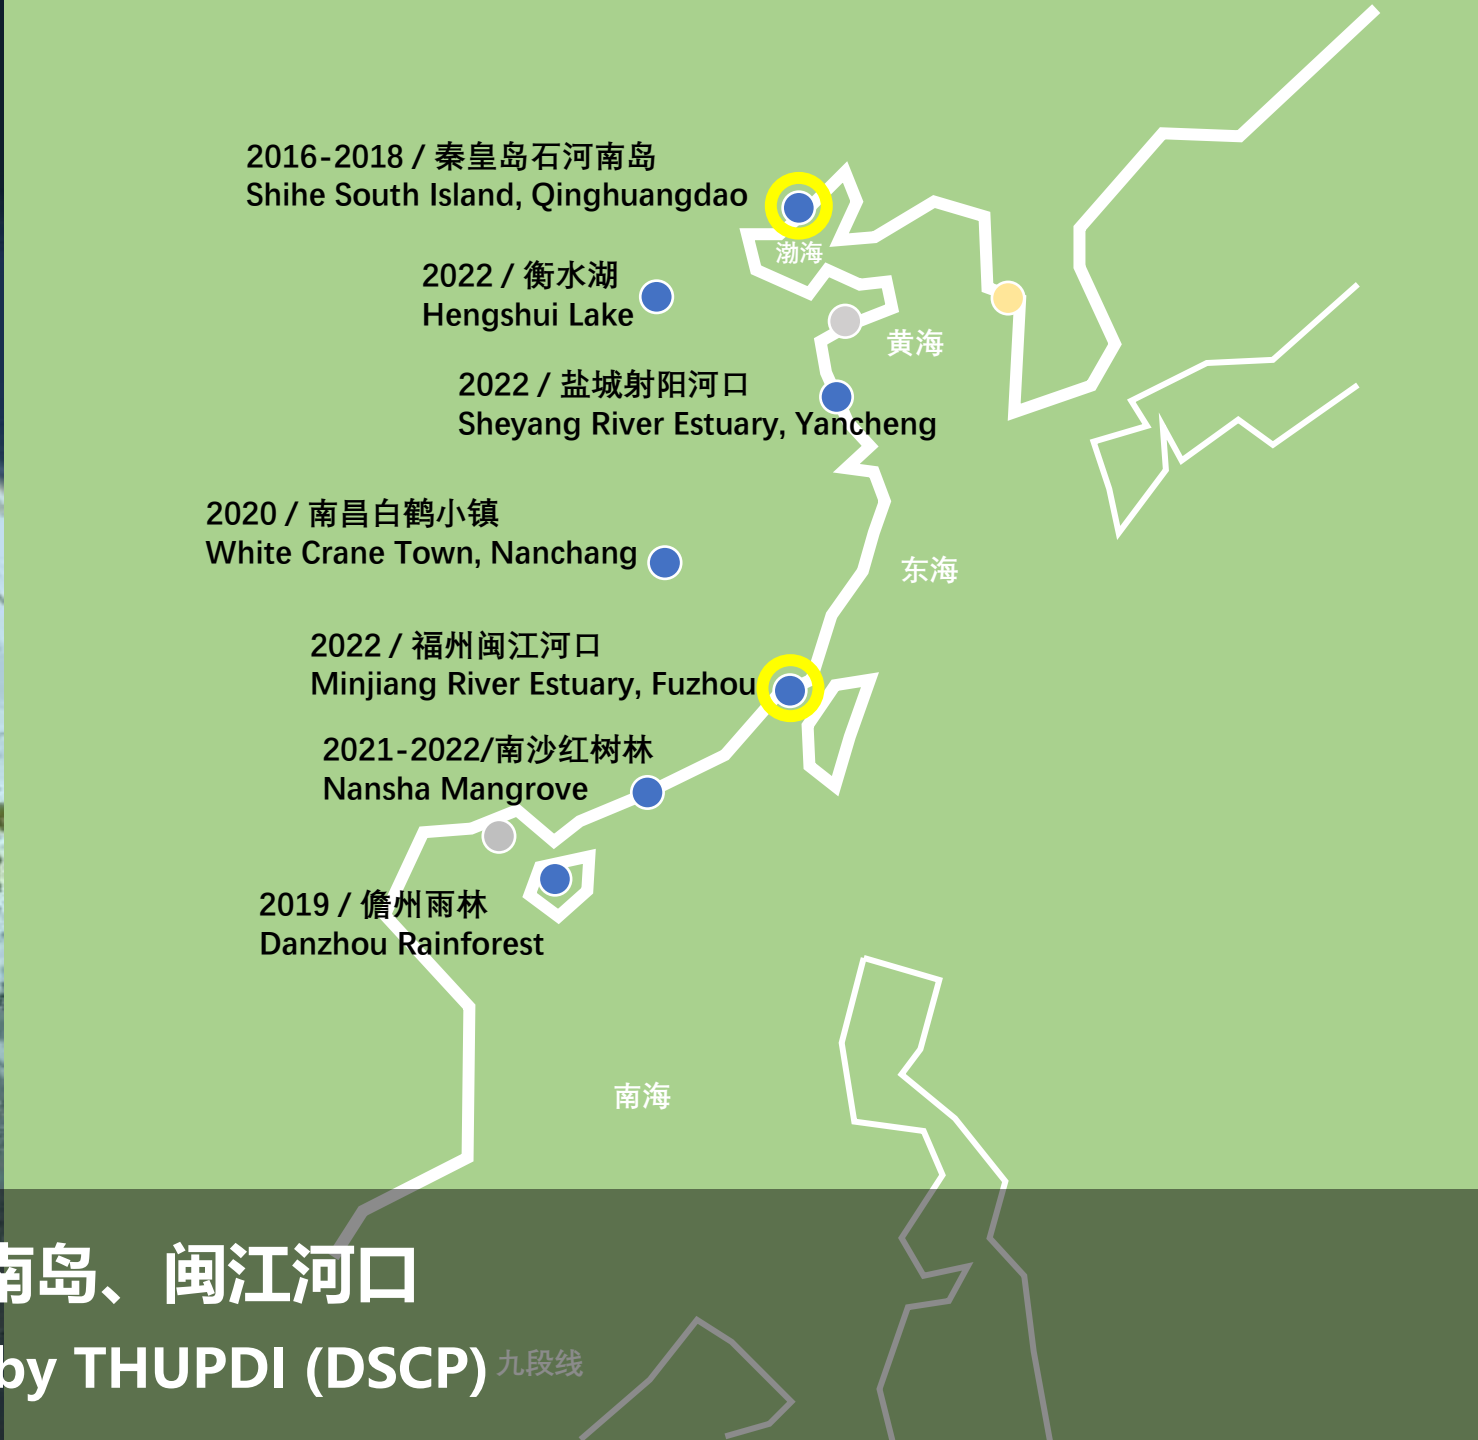 2016-2018 / 秦皇岛石河南岛
Shihe South Island, Qinghuangdao
渤海
2022 / 衡水湖
Hengshui Lake
黄海
2022 / 盐城射阳河口
Sheyang River Estuary, Yancheng
2020 / 南昌白鹤小镇
White Crane Town, Nanchang
东海
2022 / 福州闽江河口
Minjiang River Estuary, Fuzhou
2021-2022/南沙红树林
Nansha Mangrove
2019 / 儋州雨林
Danzhou Rainforest
南海
南岛、闽江河口
by THUPDI (DSCP)
九段线